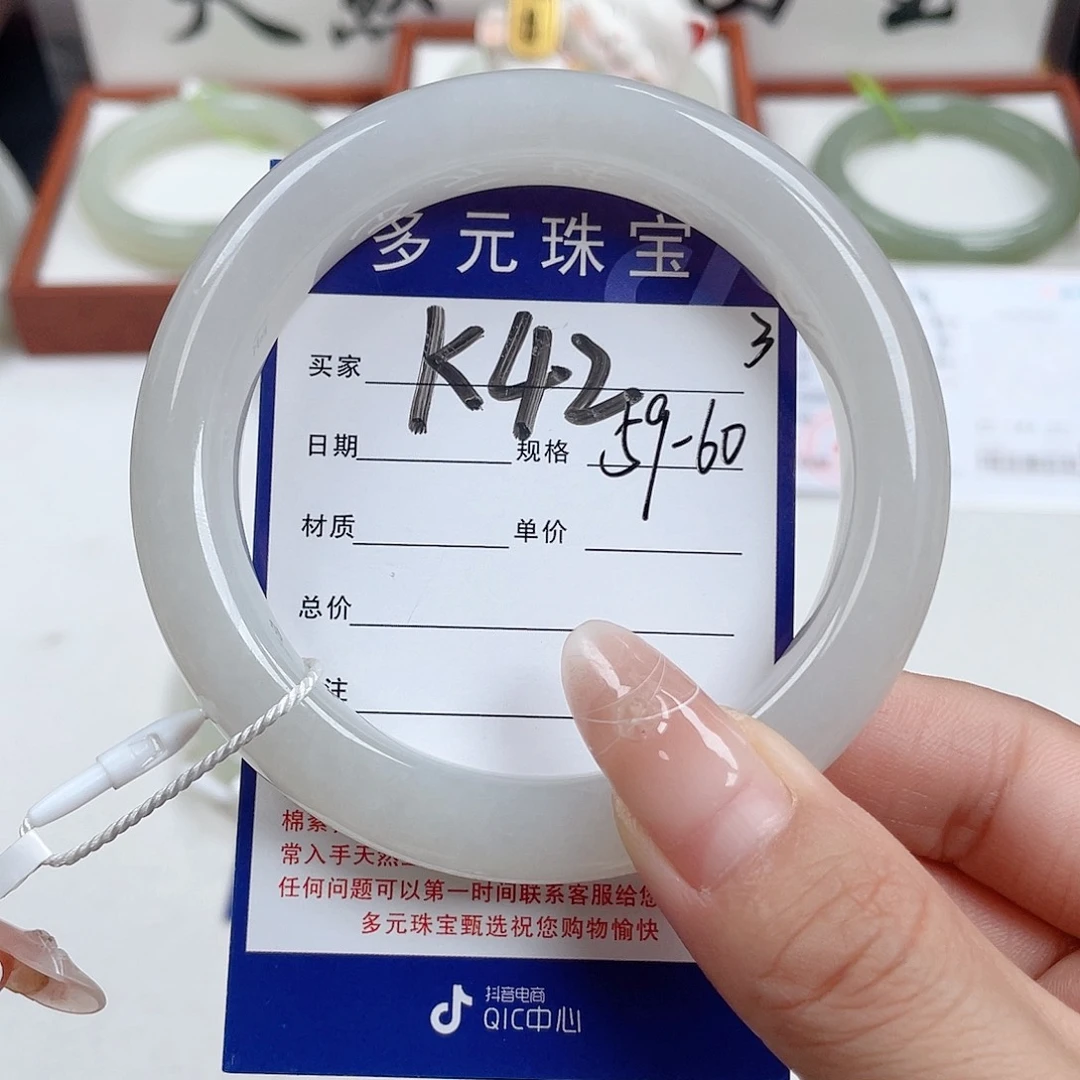 天然
多元珠宝
3
买家 K42
日期 规格 59-60
材质 单价
总价
注
常入手天然
任何问题可以第一时间联系客服给您
多元珠宝甄选祝您购物愉快
抖音电商
QIC中心